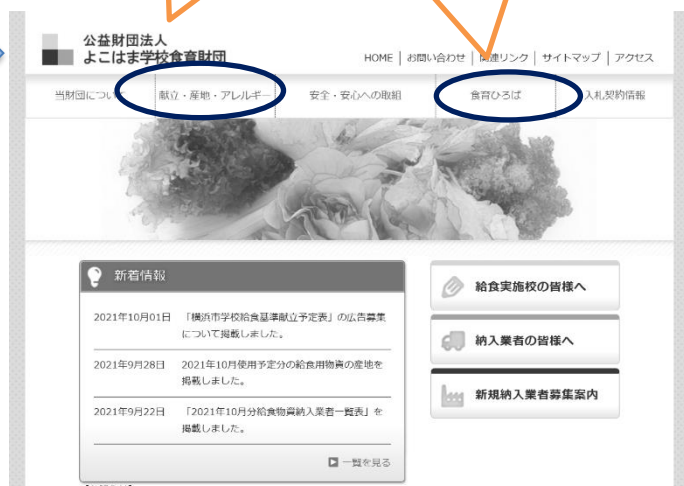 公益財団法人
よこはま学校食育財団
HOME | お問い合わせ | 関連リンク | サイトマップ | アクセス
当財団について 献立・産地・アレルギー 安全・安心への取組 食育ひろば 入札契約情報
新着情報
2021年10月01日 「横浜市学校給食基準献立予定表」の広告募集
について掲載しました。
2021年9月28日 2021年10月使用予定分の給食用物資の産地を
掲載しました。
2021年9月22日 「2021年10月分給食物資納入業者一覧表」を
掲載しました。
一覧を見る
給食実施校の皆様へ
納入業者の皆様へ
新規納入業者募集案内